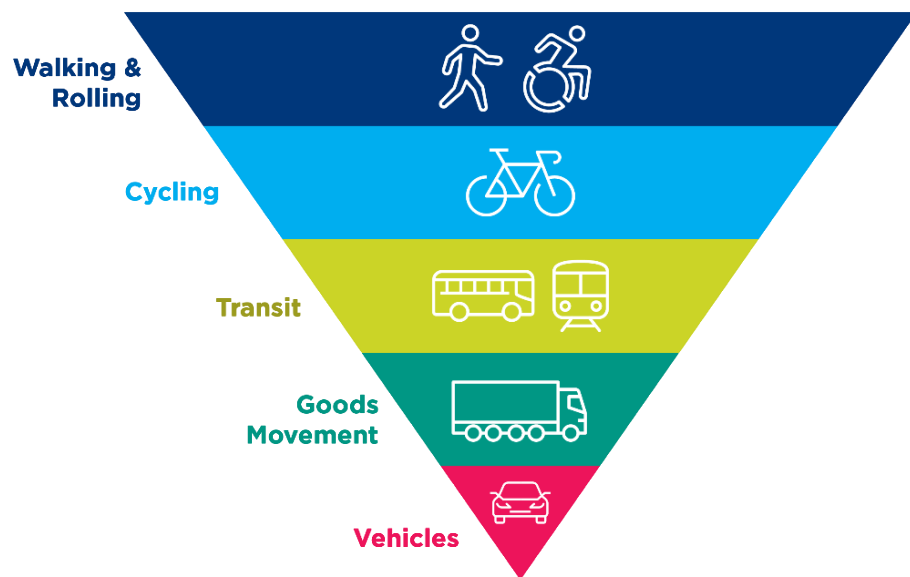 Walking &
Rolling
Cycling
Transit
Goods
Movement
Vehicles